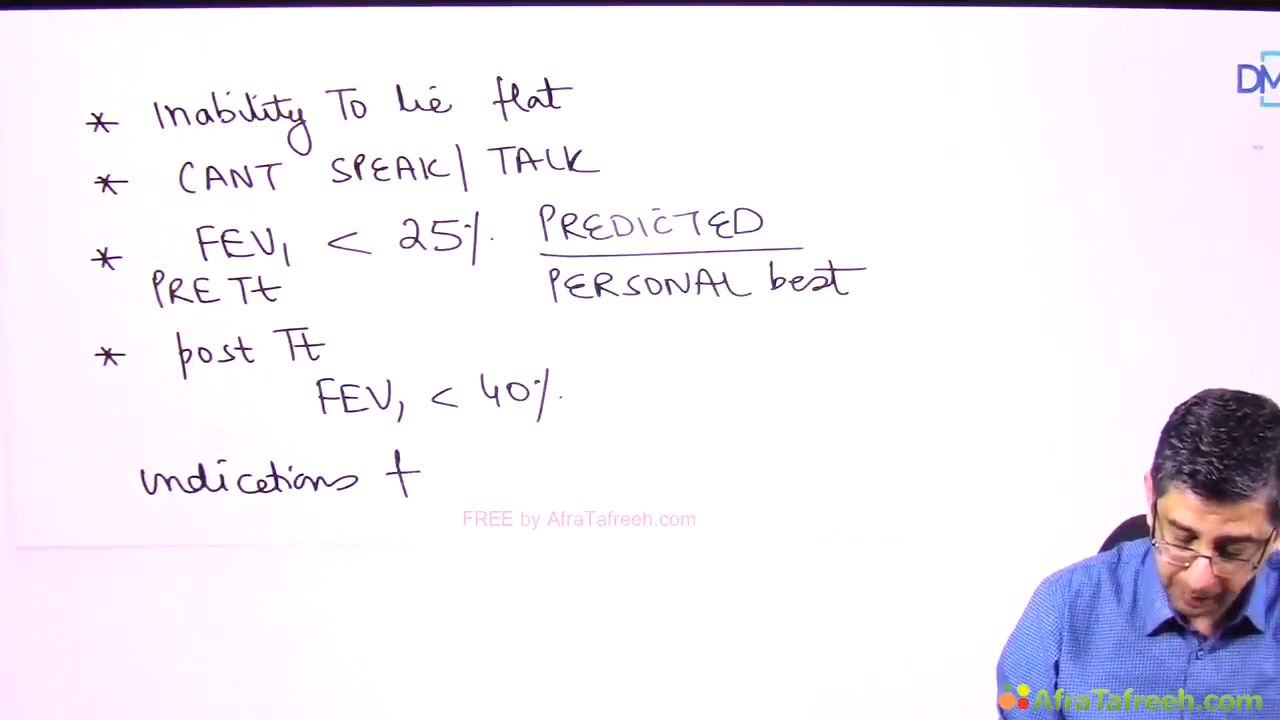 * Inability To lie flat
* CANT SPEAK/ TALK
* FEV1 < 25%. PREDICTED
PERSONAL best
PRE Tt
* post Tt
FEV1 < 40%.
indications f
FREE by AfraTafreeh.com
DM
AfraTafreeh.com